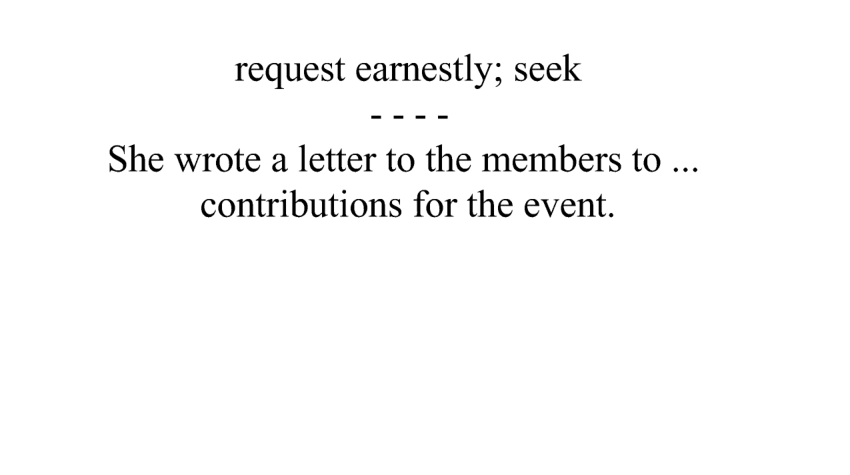 request earnestly; seek
- - - -
She wrote a letter to the members to ...
contributions for the event.